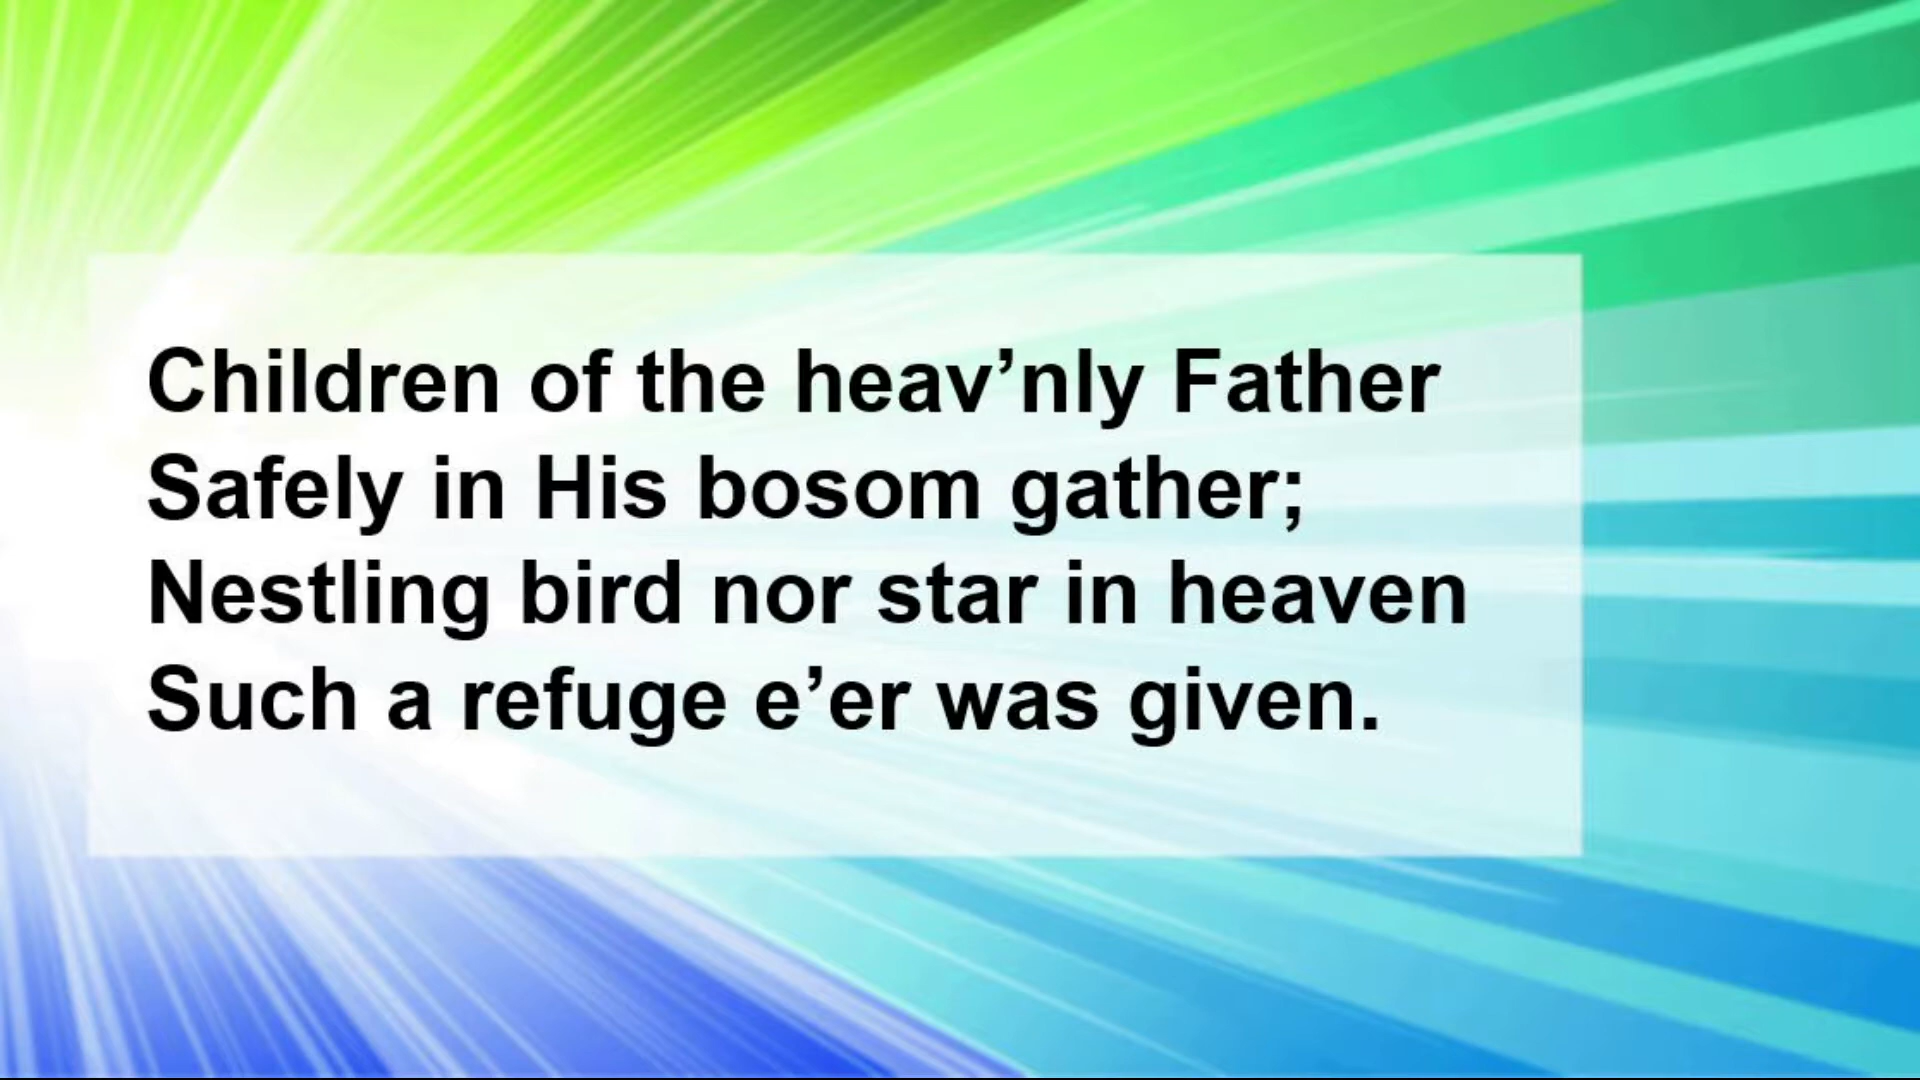 Children of the heav’nly Father
Safely in His bosom gather;
Nestling bird nor star in heaven
Such a refuge e’er was given.